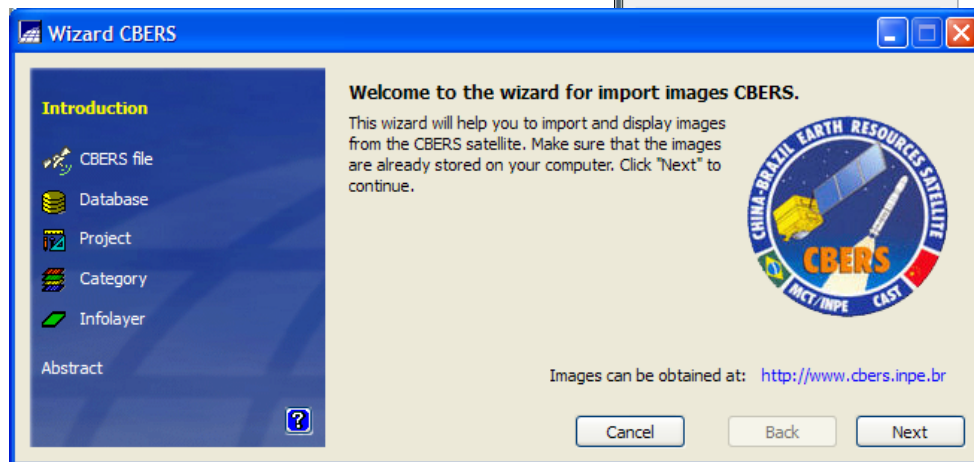 Wizard CBERS
Introduction
CBERS file
Database
Project
Category
Infolayer
Abstract
?
Welcome to the wizard for import images CBERS.
This wizard will help you to import and display images
from the CBERS satellite. Make sure that the images
are already stored on your computer. Click "Next" to
continue.
CHINA-BRAZIL EARTH RESOURCES SATELLITE
CBERS
MCT/INPE CAST
Images can be obtained at: http://www.cbers.inpe.br
Cancel Back Next